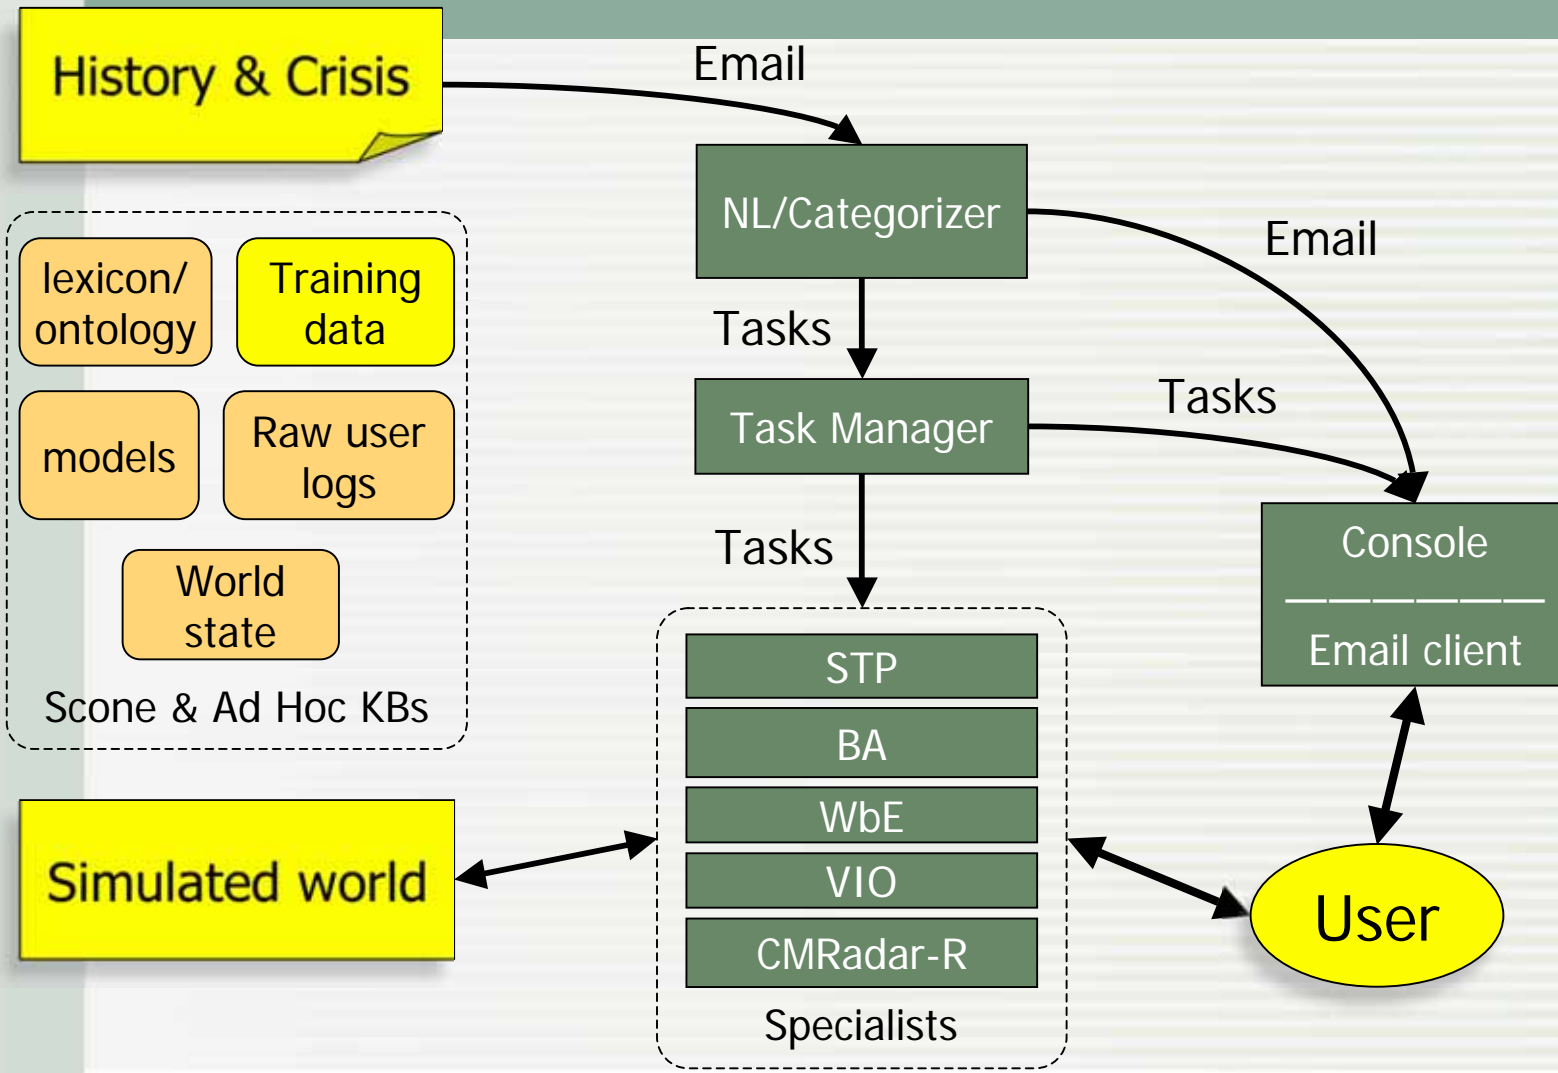 History & Crisis
Email
NL/Categorizer
Email
lexicon/
ontology
Training
data
Tasks
Task Manager
Tasks
models
Raw user
logs
Tasks
Console
Email client
World
state
Scone & Ad Hoc KBs
STP
BA
WbE
VIO
CMRadar-R
Specialists
Simulated world
User